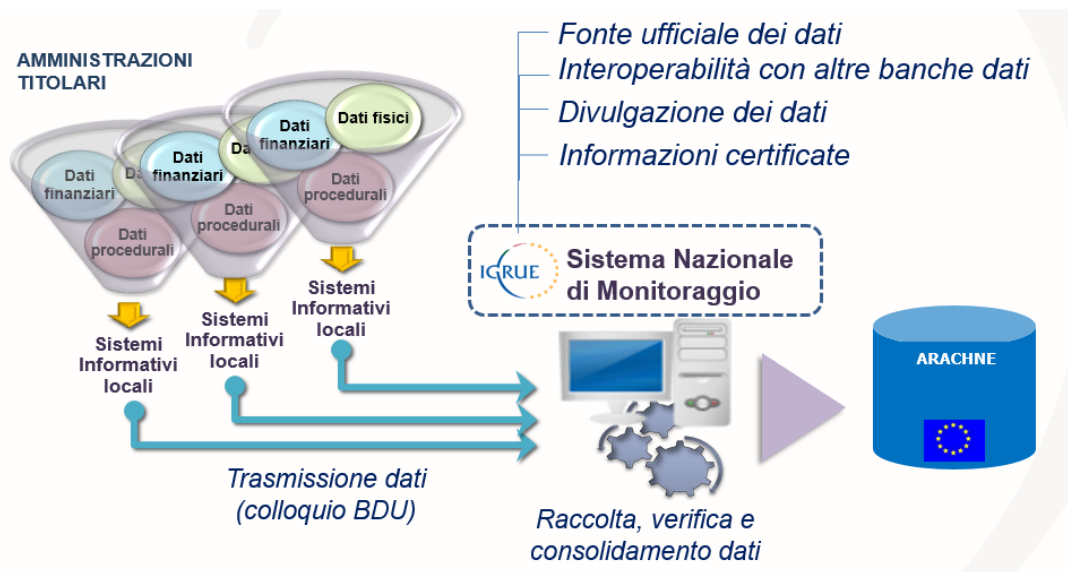 AMMINISTRAZIONI
TITOLARI
Dati
finanziari
Da
Dati
procedurali
Dati
finanziari
Da
Dati
procedurali
Dati
finanziari
Dati fisici
Dati
procedurali
Sistemi
Informativi
locali
Sistemi
Informativi
locali
Sistemi
Informativi
locali
Trasmissione dati
(colloquio BDU)
Fonte ufficiale dei dati
Interoperabilità con altre banche dati
Divulgazione dei dati
Informazioni certificate
IGRUE
Sistema Nazionale
di Monitoraggio
Raccolta, verifica e
consolidamento dati
ARACHNE